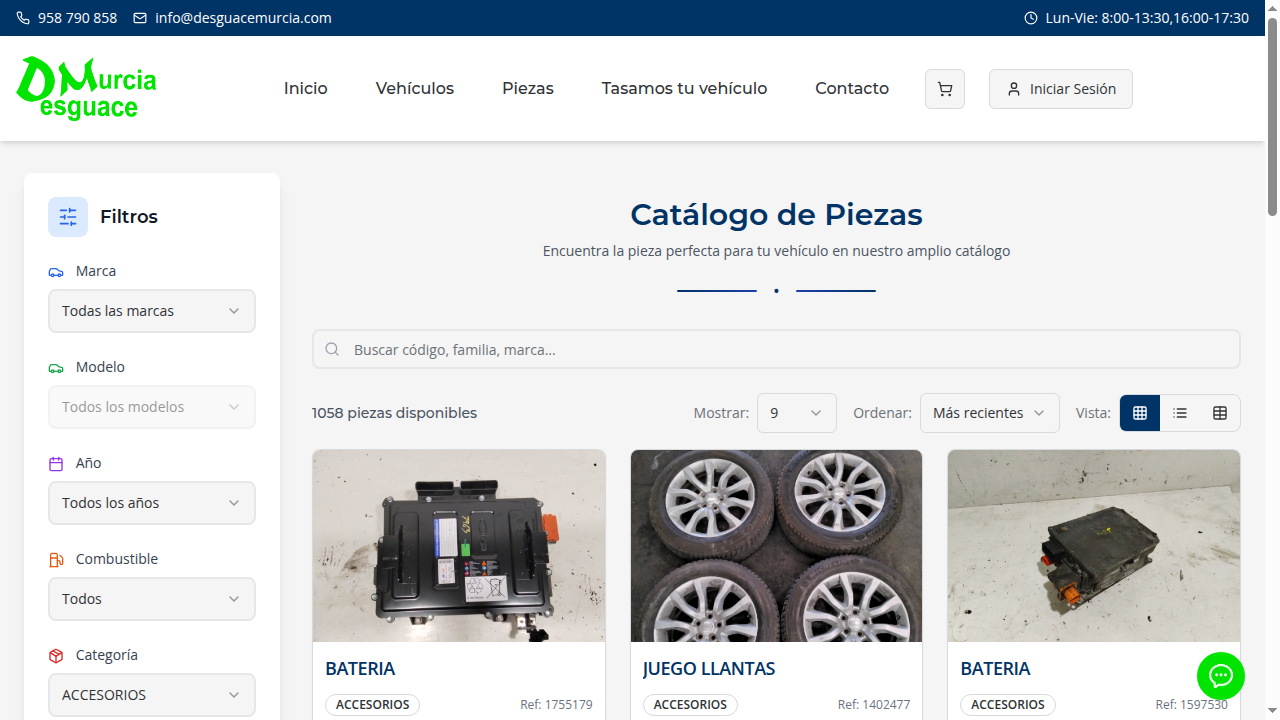 958 790 858
info@desguacemurcia.com
Lun-Vie: 8:00-13:30,16:00-17:30
DMurcia
esguace
Inicio
Vehículos
Piezas
Tasamos tu vehículo
Contacto
Iniciar Sesión
Filtros
Marca
Todas las marcas
Modelo
Todos los modelos
Año
Todos los años
Combustible
Todos
Categoría
ACCESORIOS
Catálogo de Piezas
Encuentra la pieza perfecta para tu vehículo en nuestro amplio catálogo
Buscar código, familia, marca...
1058 piezas disponibles
Mostrar:
9
Ordenar:
Más recientes
Vista:
BATERIA
ACCESORIOS
Ref: 1755179
JUEGO LLANTAS
ACCESORIOS
Ref: 1402477
BATERIA
ACCESORIOS
Ref: 1597530